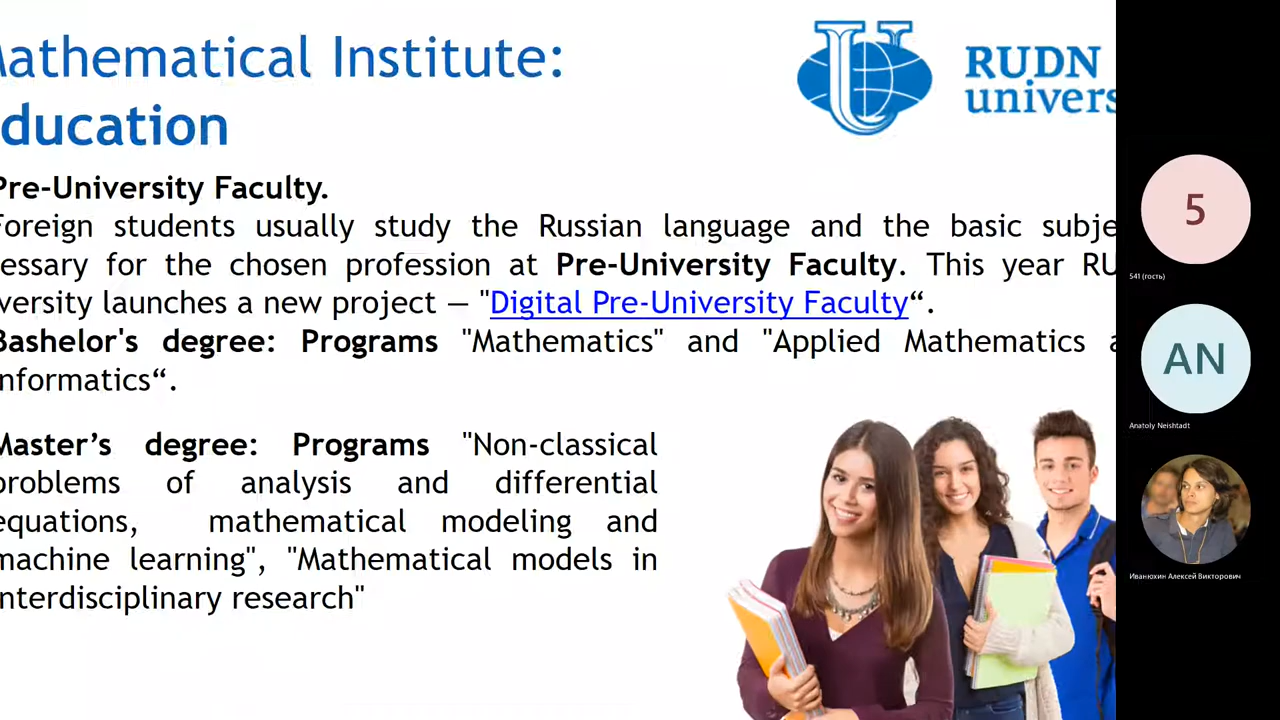 athematical Institute:
ducation
RUDN
univers
Pre-University Faculty.
Foreign students usually study the Russian language and the basic subje
essary for the chosen profession at Pre-University Faculty. This year RU
versity launches a new project — "Digital Pre-University Faculty“.
Bashelor's degree: Programs "Mathematics" and "Applied Mathematics a
nformatics“.
Master’s degree: Programs "Non-classical
problems of analysis and differential
equations, mathematical modeling and
machine learning", "Mathematical models in
nterdisciplinary research"
5
541 (гость)
AN
Anatoly Neishtadt
Иванюхин Алексей Викторович